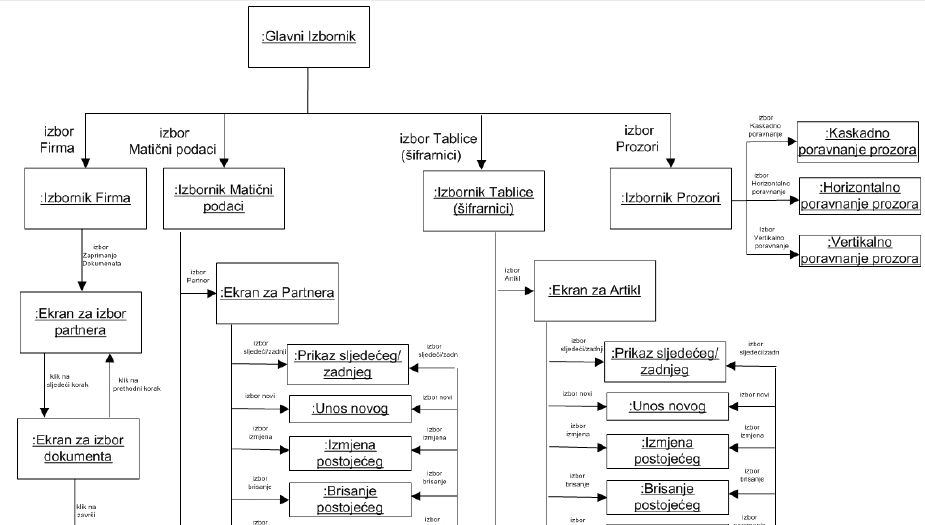 :Glavni Izbornik
izbor
Firma
izbor
Matični podaci
izbor Tablice
(šiframici)
izbor
Prozori
:Izbornik Firma
:Izbornik Matični
podaci
:Izbornik Tablice
(šifrarnici)
:Izbornik Prozori
izbor
Kaskadno
poravnanje
:Kaskadno
poravnanje prozora
izbor
Horizontalno
poravnanje
:Horizontalno
poravnanje prozora
Izbor
Vertikalno
poravnanje
:Vertikalno
poravnanje prozora
izbor
Zaprimanje
Dokumenata
:Ekran za izbor
partnera
klik na
sljedeći korak
klik na
prethodni korak
:Ekran za izbor
dokumenta
klik na
završi
izbor
Partner
:Ekran za Partnera
izbor
sljedeći/zadnji
:Prikaz sljedećeg/
zadnjeg
izbor
sljedeći/zadn
izbor novi
:Unos novog
izbor novi
izbor
izmjena
:Izmjena
postojećeg
izbor
izmjena
izbor
brisanje
:Brisanje
postojećeg
izbor
brisanje
izbor
izbor
izbor
Artikl
:Ekran za Artikl
izbor
sljedeći/zadnji
:Prikaz sljedećeg/
zadnjeg
izbor
sljedeći/zadn
izbor novi
:Unos novog
izbor novi
izbor
izmjena
:Izmjena
postojećeg
izbor
izmjena
izbor
brisanje
:Brisanje
postojećeg
izbor
brisanje
izbor
izbor